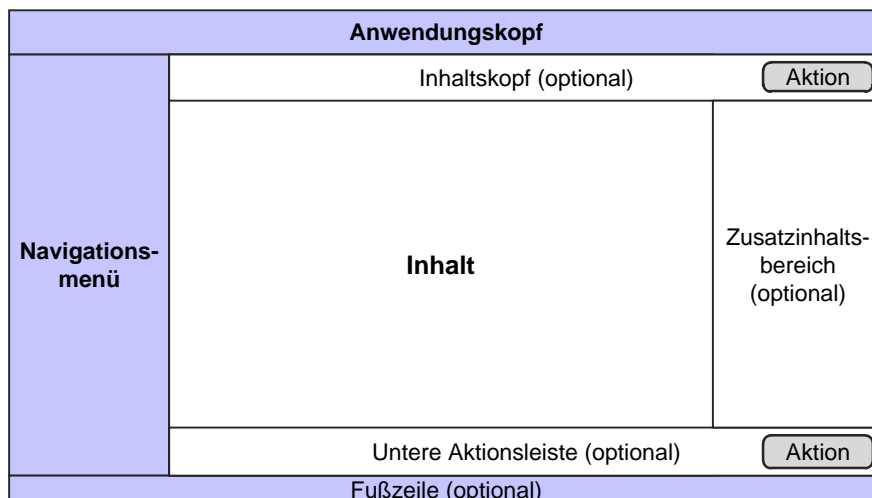 Anwendungskopf
Inhaltskopf (optional)
Aktion
Navigations-
menü
Inhalt
Zusatzinhalts-
bereich
(optional)
Untere Aktionsleiste (optional)
Aktion
Fußzeile (optional)